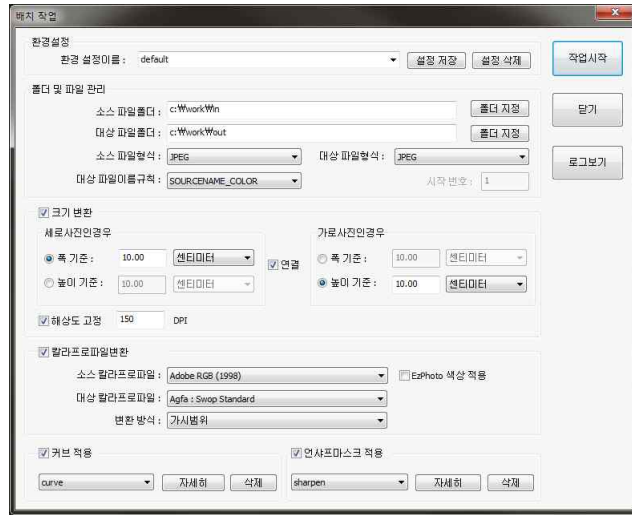 배치 작업
환경설정
환경 설정이름 : default 설정 저장 설정 삭제 작업시작
폴더 및 파일 관리
소스 파일폴더 : c:₩work₩in 폴더 지정 닫기
대상 파일폴더 : c:₩work₩out 폴더 지정
소스 파일형식 : JPEG 대상 파일형식 : JPEG 로그보기
대상 파일이름규칙 : SOURCENAME_COLOR 시작 번호 : 1
크기 변환
세로사진인경우 가로사진인경우
폭 기준 : 10.00 센티미터 연결 폭 기준 : 10.00 센티미터
높이 기준 : 10.00 센티미터 높이 기준 : 10.00 센티미터
해상도 고정 150 DPI
칼라프로파일변환
소스 칼라프로파일 : Adobe RGB (1998) EzPhoto 색상 적용
대상 칼라프로파일 : Agfa : Swop Standard
변환 방식 : 가시범위
커브 적용 언샤프마스크 적용
curve 자세히 삭제 sharpen 자세히 삭제